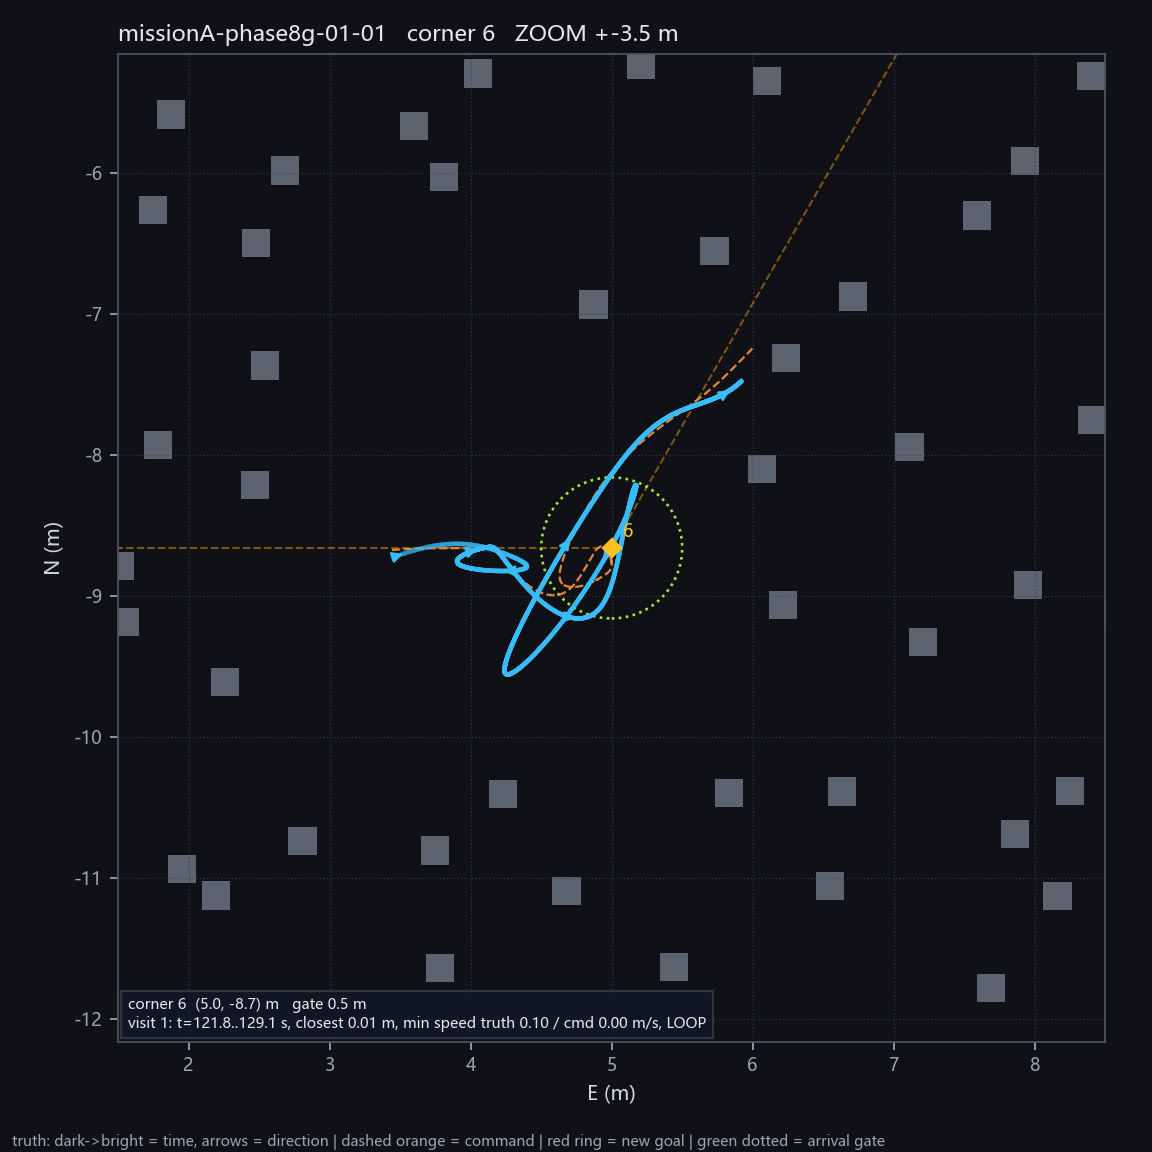 missionA-phase8g-01-01   corner 6   ZOOM +-3.5 m
-6
-7
-8
-9
-10
-11
-12
N (m)
6
corner 6  (5.0, -8.7) m   gate 0.5 m
visit 1: t=121.8..129.1 s, closest 0.01 m, min speed truth 0.10 / cmd 0.00 m/s, LOOP
2 3 4 5 6 7 8
E (m)
truth: dark->bright = time, arrows = direction | dashed orange = command | red ring = new goal | green dotted = arrival gate